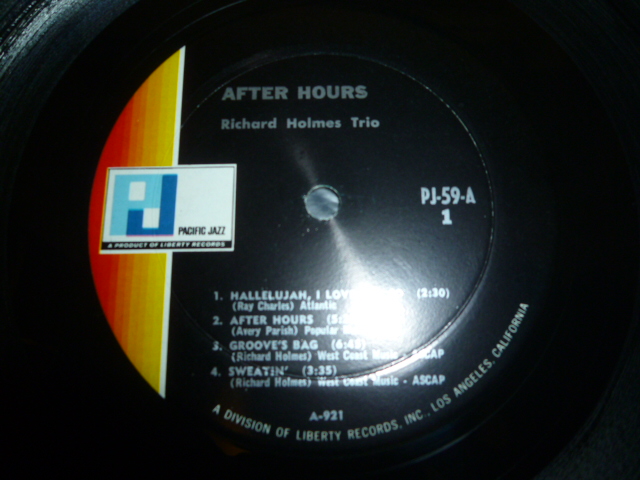 AFTER HOURS
Richard Holmes Trio
PJ
PACIFIC JAZZ
A PRODUCT OF LIBERTY RECORDS
PJ-59-A
1
1. HALLELUJAH, I (2:30)
(Ray Charles) Atlantic
2. AFTER HOURS
(Avery Parish) Popular
3. GROOVE'S BAG
(Richard Holmes) West Coast Music - ASCAP
4. SWEATIN' (3:35)
(Richard Holmes) West Coast Music - ASCAP
A-921
A DIVISION OF LIBERTY RECORDS, INC., LOS ANGELES, CALIFORNIA